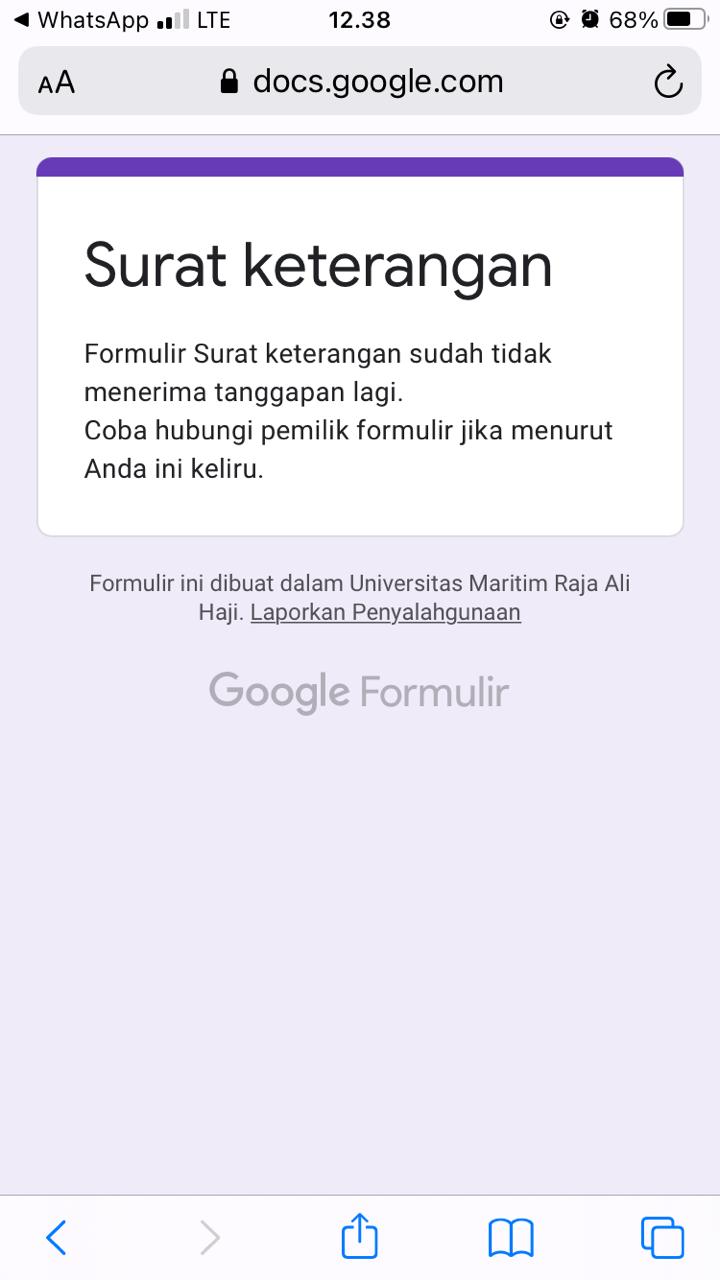 WhatsApp LTE 12.38 68%
AA docs.google.com
Surat keterangan
Formulir Surat keterangan sudah tidak
menerima tanggapan lagi.
Coba hubungi pemilik formulir jika menurut
Anda ini keliru.
Formulir ini dibuat dalam Universitas Maritim Raja Ali
Haji. Laporkan Penyalahgunaan
Google Formulir